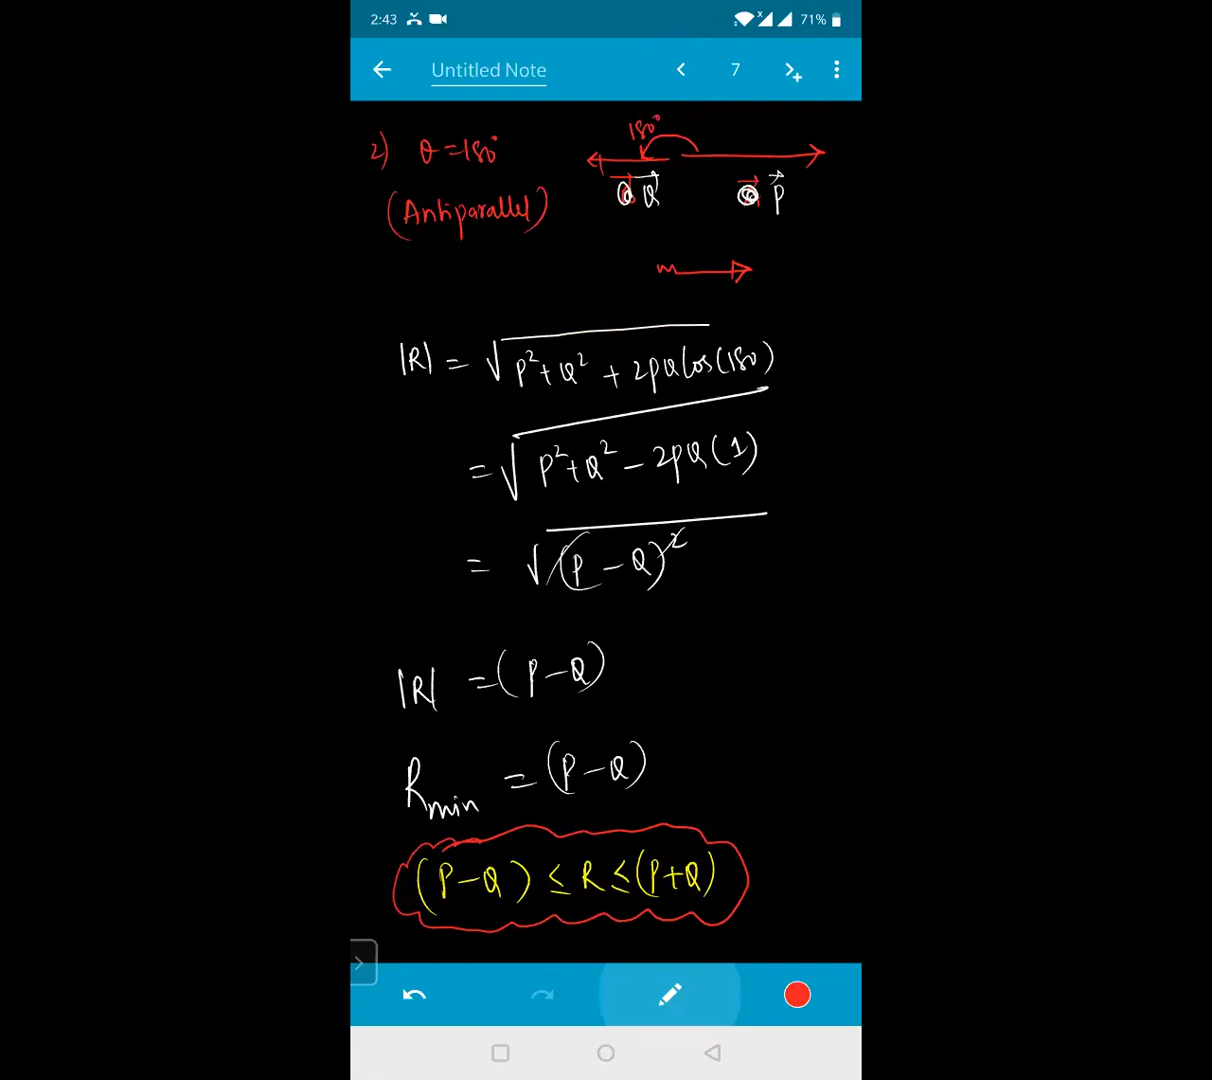 2:43
71%
Untitled Note
7
2) θ = 180°
180°
(Antiparallel)
Q⃗
P⃗
|R| = √P²+Q² + 2PQ Cos(180)
= √P²+Q² − 2PQ(1)
= √(P − Q)²
|R| = (P−Q)
Rmin = (P−Q)
(P−Q) ≤ R ≤ (P+Q)